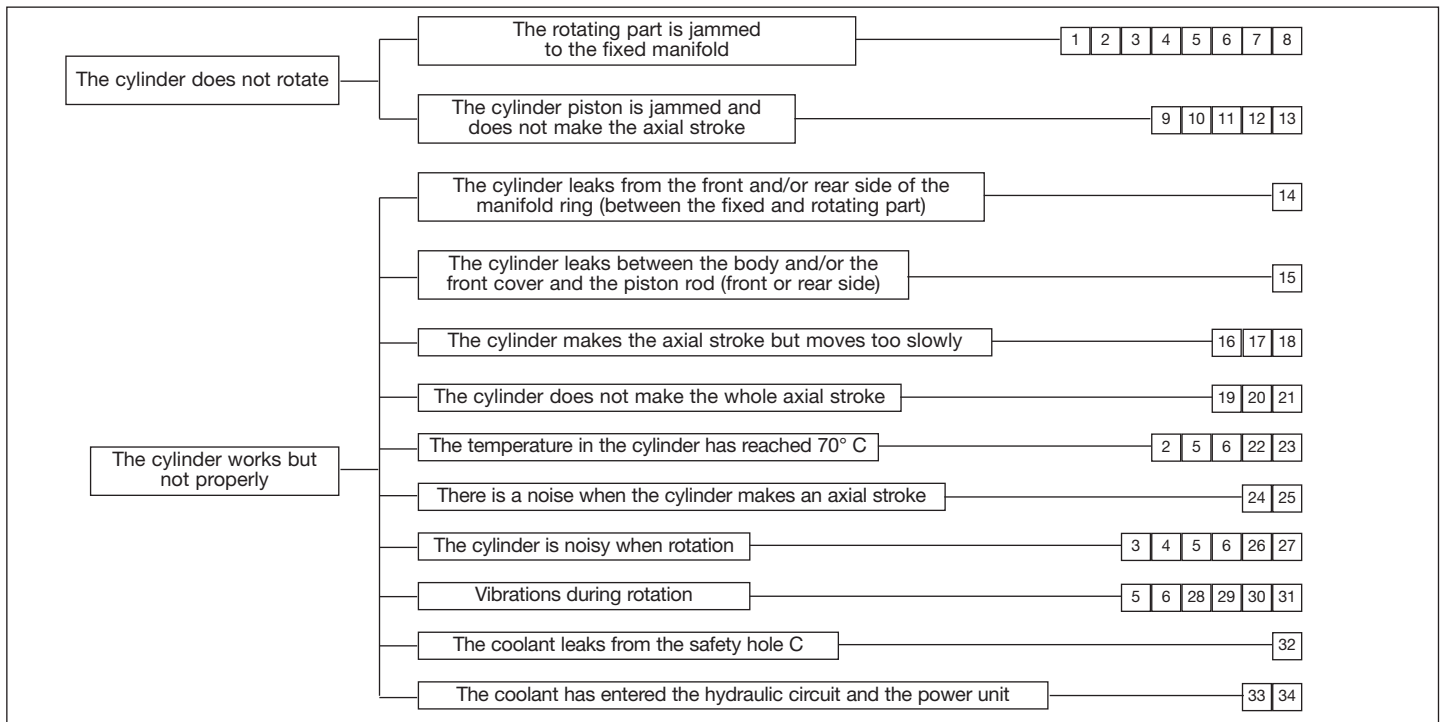 The cylinder does not rotate
The rotating part is jammed
to the fixed manifold
1 2 3 4 5 6 7 8
The cylinder piston is jammed and
does not make the axial stroke
9 10 11 12 13
The cylinder works but
not properly
The cylinder leaks from the front and/or rear side of the
manifold ring (between the fixed and rotating part)
14
The cylinder leaks between the body and/or the
front cover and the piston rod (front or rear side)
15
The cylinder makes the axial stroke but moves too slowly
16 17 18
The cylinder does not make the whole axial stroke
19 20 21
The temperature in the cylinder has reached 70° C
2 5 6 22 23
There is a noise when the cylinder makes an axial stroke
24 25
The cylinder is noisy when rotation
3 4 5 6 26 27
Vibrations during rotation
5 6 28 29 30 31
The coolant leaks from the safety hole C
32
The coolant has entered the hydraulic circuit and the power unit
33 34